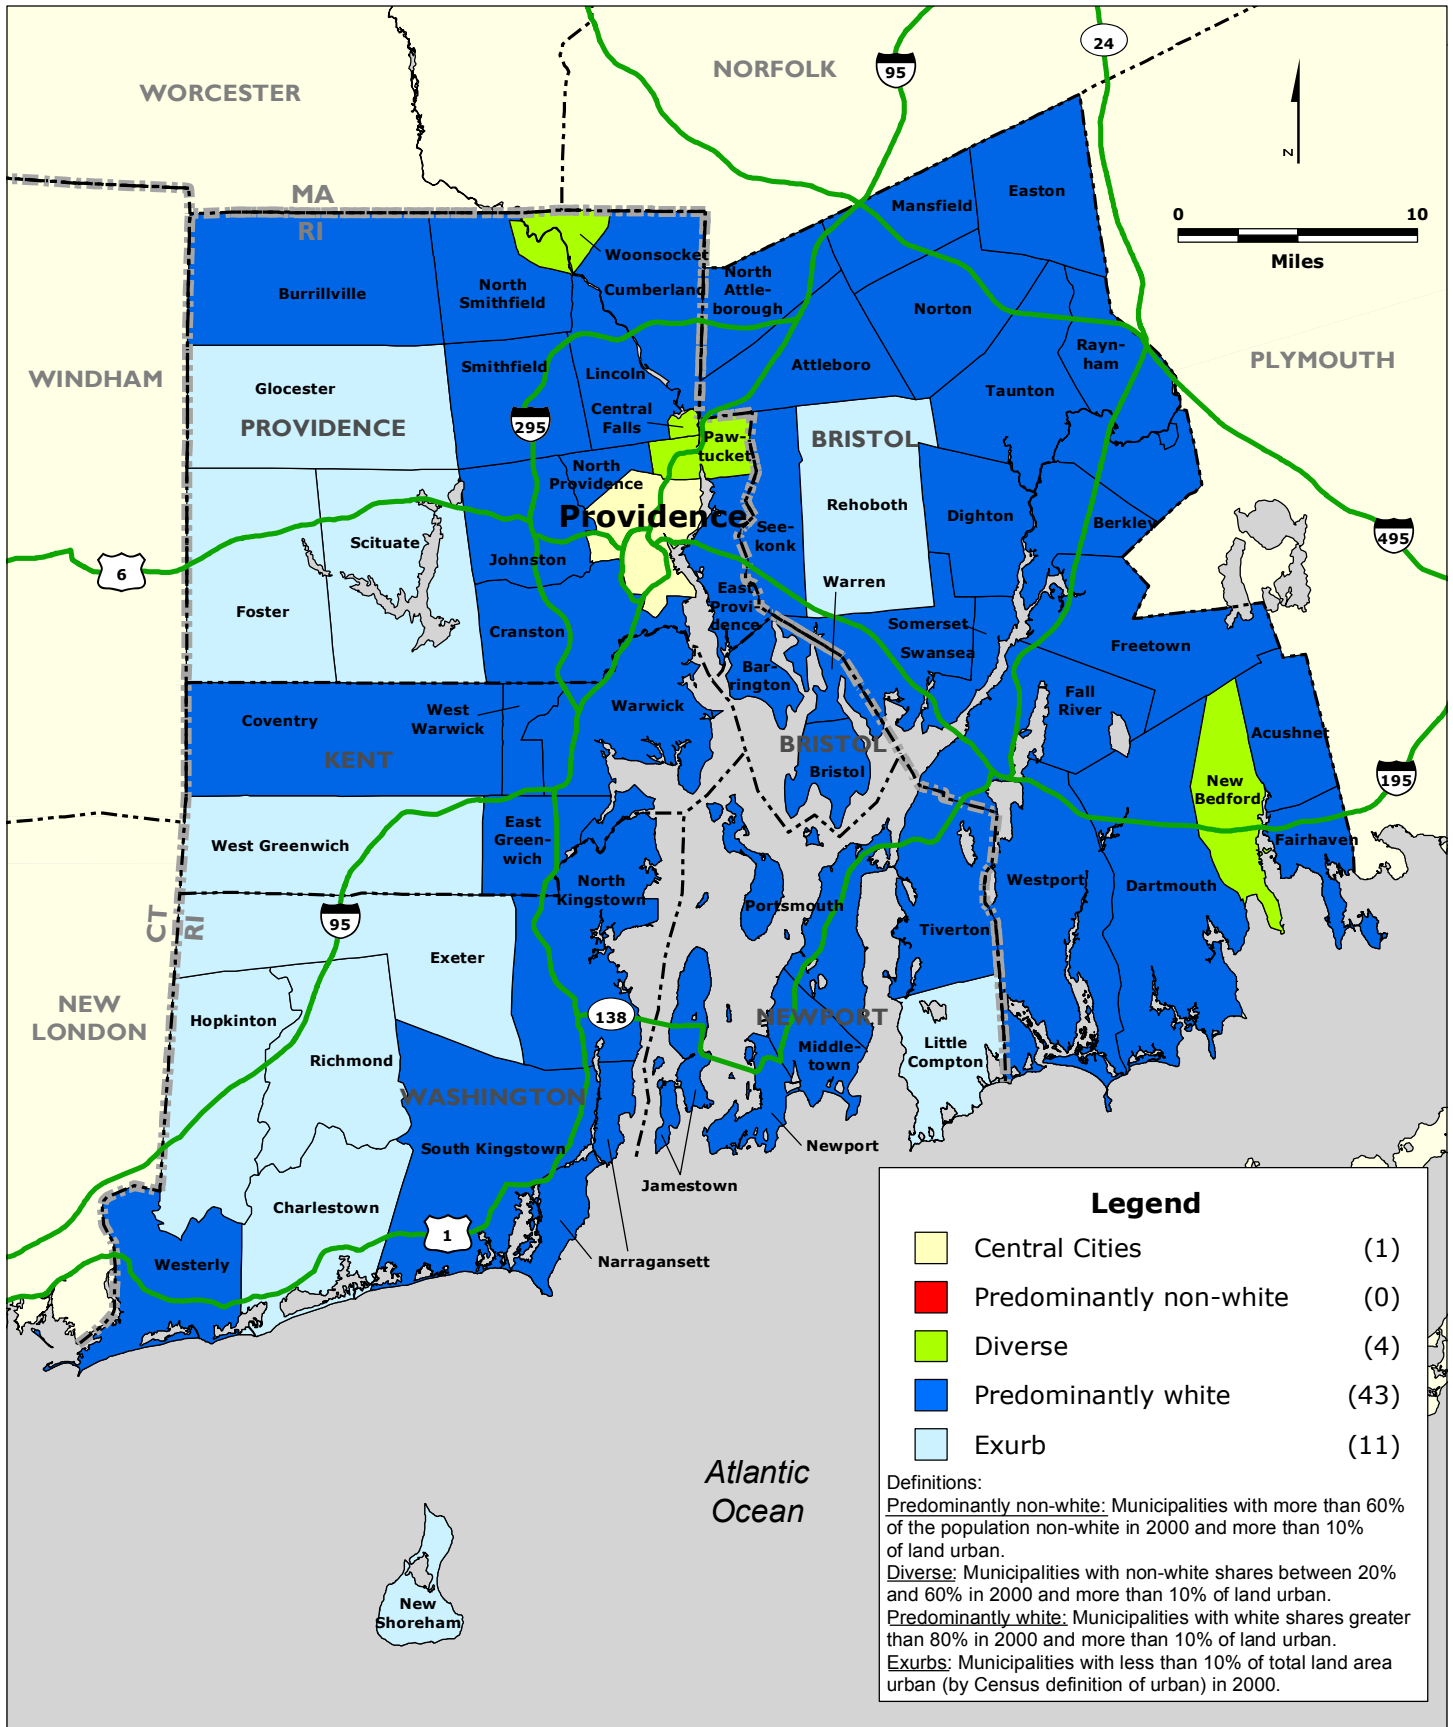 WORCESTER
NORFOLK
95
24
N
MA
RI
Easton
Mansfield
0
10
Miles
Woonsocket
North
Attle-
borough
Burrillville
North
Smithfield
Cumberland
Norton
Rayn-
ham
PLYMOUTH
WINDHAM
Glocester
Smithfield
Lincoln
Attleboro
Taunton
PROVIDENCE
295
Central
Falls
Paw-
tucket
BRISTOL
North
Providence
Providence
Rehoboth
See-
konk
Dighton
Berkley
495
6
Scituate
Johnston
Warren
East
Provi-
dence
Foster
Cranston
Somerset
Swansea
Freetown
Bar-
rington
Coventry
West
Warwick
Warwick
Fall
River
KENT
BRISTOL
Bristol
Acushnet
New
Bedford
195
West Greenwich
East
Green-
wich
Fairhaven
North
Kingstown
Westport
Dartmouth
CT
RI
95
Portsmouth
Tiverton
Exeter
NEW
LONDON
Hopkinton
138
NEWPORT
Richmond
Middle-
town
Little
Compton
WASHINGTON
South Kingstown
Newport
Jamestown
Charlestown
1
Narragansett
Westerly
Legend
Central Cities (1)
Predominantly non-white (0)
Diverse (4)
Predominantly white (43)
Exurb (11)
Definitions:
Predominantly non-white: Municipalities with more than 60%
of the population non-white in 2000 and more than 10%
of land urban.
Diverse: Municipalities with non-white shares between 20%
and 60% in 2000 and more than 10% of land urban.
Predominantly white: Municipalities with white shares greater
than 80% in 2000 and more than 10% of land urban.
Exurbs: Municipalities with less than 10% of total land area
urban (by Census definition of urban) in 2000.
Atlantic
Ocean
New
Shoreham